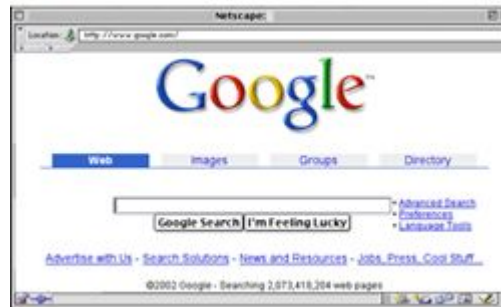 Netscape:
Location: http://www.google.com/
Google™
Web Images Groups Directory
• Advanced Search
• Preferences
• Language Tools
Google Search I'm Feeling Lucky
Advertise with Us - Search Solutions - News and Resources - Jobs, Press, Cool Stuff...
©2002 Google - Searching 2,073,418,204 web pages